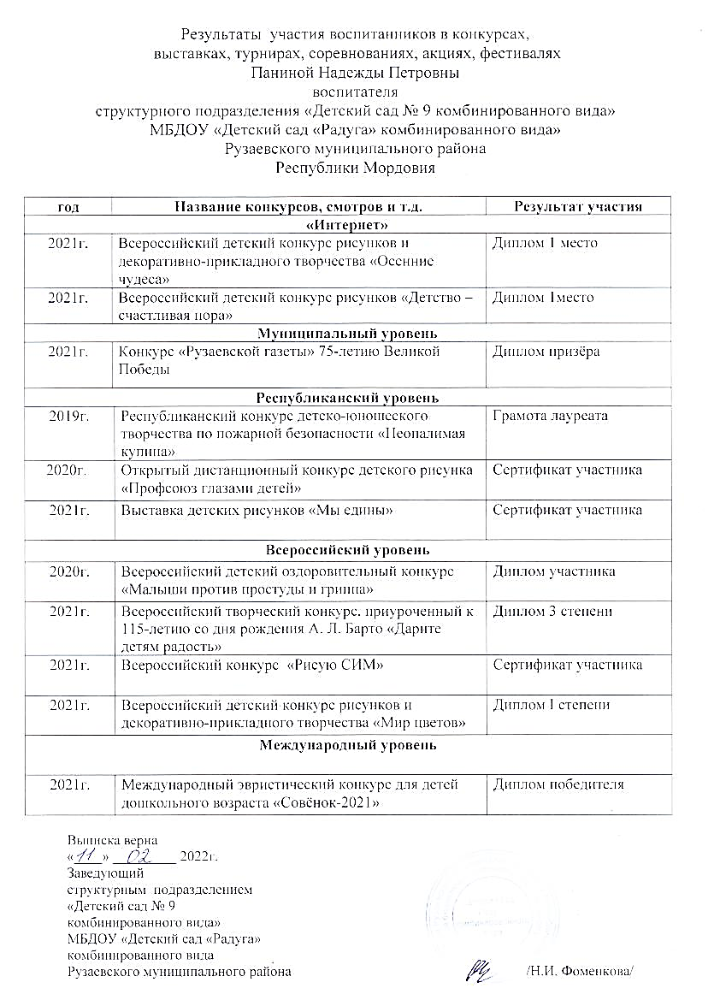 Результаты участия воспитанников в конкурсах,
выставках, турнирах, соревнованиях, акциях, фестивалях
Паниной Надежды Петровны
воспитателя
структурного подразделения «Детский сад № 9 комбинированного вида»
МБДОУ «Детский сад «Радуга» комбинированного вида»
Рузаевского муниципального района
Республики Мордовия
год Название конкурсов, смотров и т.д. Результат участия
«Интернет»
2021г. Всероссийский детский конкурс рисунков и Диплом 1 место
декоративно-прикладного творчества «Осенние
чудеса»
2021г. Всероссийский детский конкурс рисунков «Детство – Диплом 1место
счастливая пора»
Муниципальный уровень
2021г. Конкурс «Рузаевской газеты» 75-летию Великой Диплом призёра
Победы
Республиканский уровень
2019г. Республиканский конкурс детско-юношеского Грамота лауреата
творчества по пожарной безопасности «Неопалимая
купина»
2020г. Открытый дистанционный конкурс детского рисунка Сертификат участника
«Профсоюз глазами детей»
2021г. Выставка детских рисунков «Мы едины» Сертификат участника
Всероссийский уровень
2020г. Всероссийский детский оздоровительный конкурс Диплом участника
«Малыши против простуды и гриппа»
2021г. Всероссийский творческий конкурс, приуроченный к Диплом 3 степени
115-летию со дня рождения А. Л. Барто «Дарите
детям радость»
2021г. Всероссийский конкурс «Рисую СИМ» Сертификат участника
2021г. Всероссийский детский конкурс рисунков и Диплом I степени
декоративно-прикладного творчества «Мир цветов»
Международный уровень
2021г. Международный эвристический конкурс для детей Диплом победителя
дошкольного возраста «Совёнок-2021»
Выписка верна
«11» 02 2022г.
Заведующий
структурным подразделением
«Детский сад № 9
комбинированного вида»
МБДОУ «Детский сад «Радуга»
комбинированного вида
Рузаевского муниципального района /Н.И. Фоменкова/